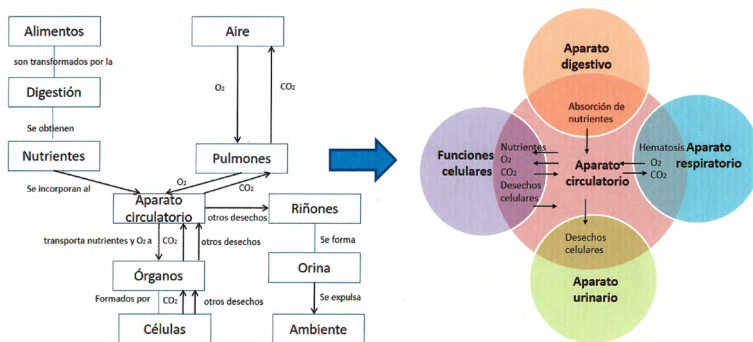 Alimentos
son transformados por la
Digestión
Se obtienen
Nutrientes
Se incorporan al
Aire
O₂
CO₂
Pulmones
O₂
CO₂
Aparato
circulatorio
otros desechos
Riñones
transporta nutrientes y O₂ a
CO₂
otros desechos
Se forma
Órganos
Orina
Formados por
CO₂
otros desechos
Se expulsa
Células
Ambiente
Aparato
digestivo
Absorción de
nutrientes
Funciones
celulares
Nutrientes
O₂
CO₂
Desechos
celulares
Aparato
circulatorio
Hematosis
O₂
CO₂
Aparato
respiratorio
Desechos
celulares
Aparato
urinario